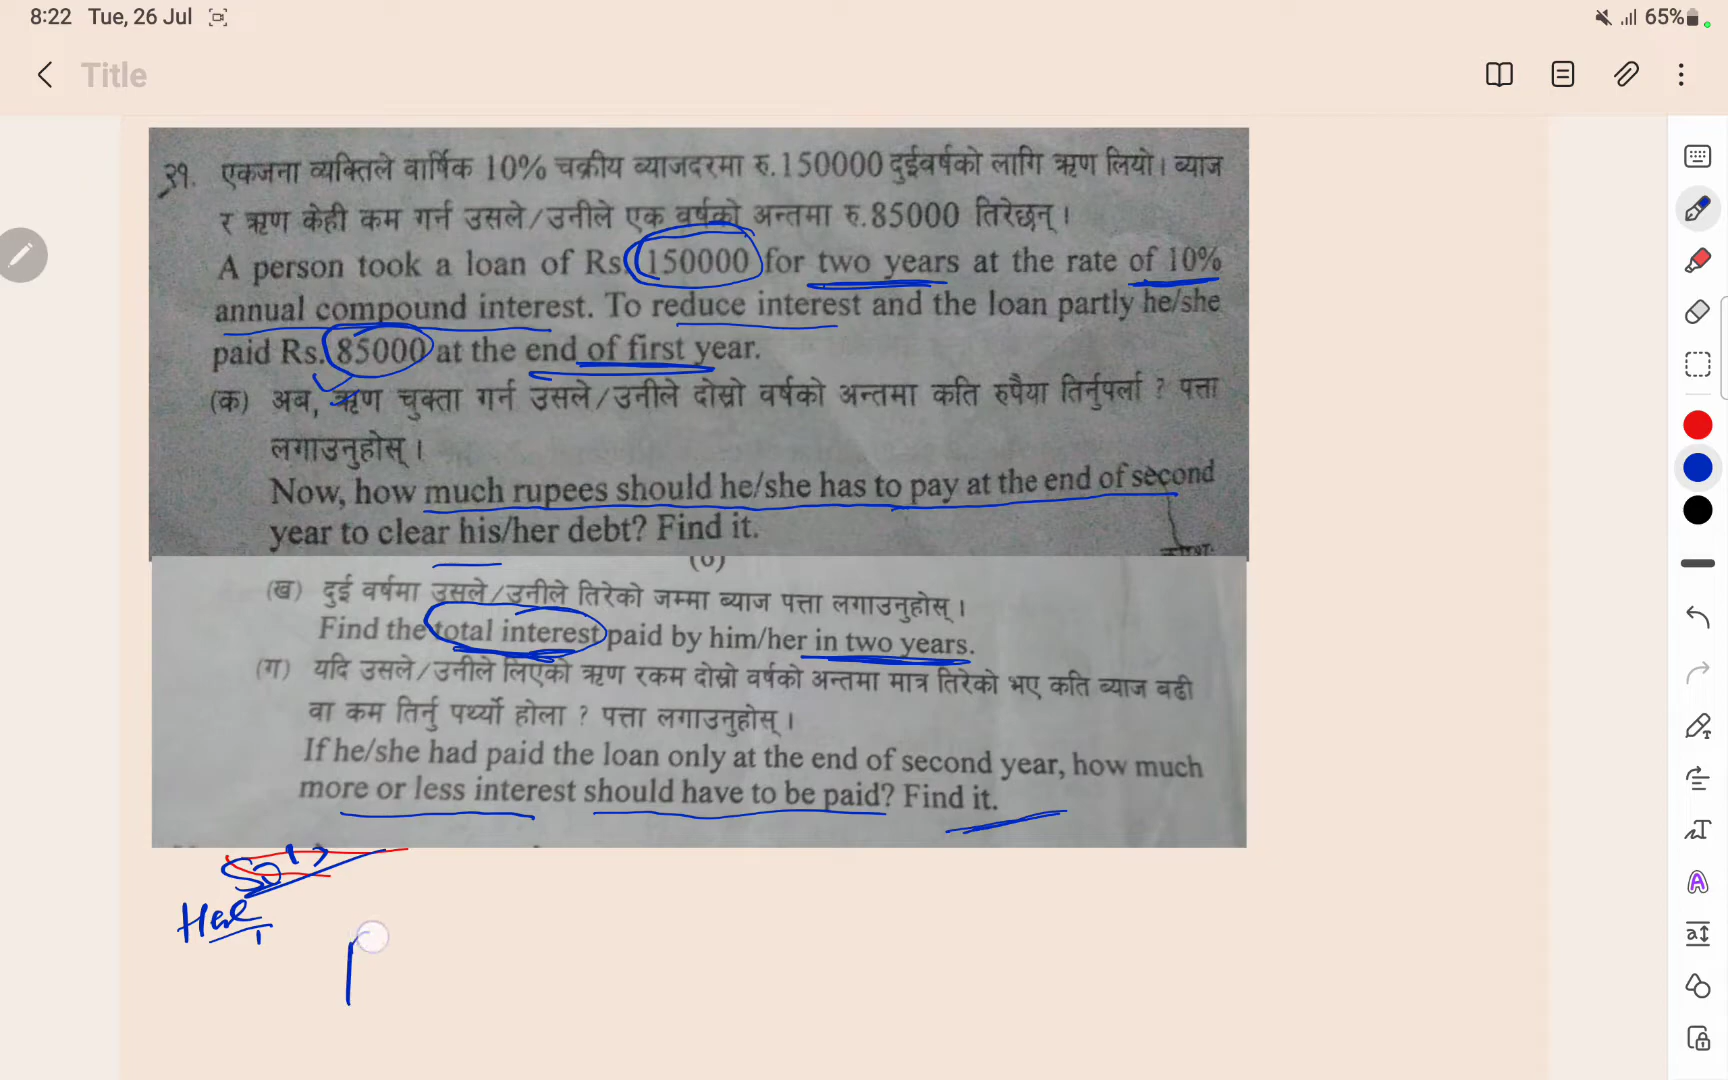 8:22 Tue, 26 Jul
65%
Title
३१. एकजना व्यक्तिले वार्षिक 10% चक्रीय ब्याजदरमा रु.150000 दुईवर्षको लागि ऋण लियो। ब्याज
र ऋण केही कम गर्न उसले/उनीले एक वर्षको अन्तमा रु.85000 तिरेछन्।
A person took a loan of Rs. 150000 for two years at the rate of 10%
annual compound interest. To reduce interest and the loan partly he/she
paid Rs. 85000 at the end of first year.
(क) अब, ऋण चुक्ता गर्न उसले/उनीले दोस्रो वर्षको अन्तमा कति रुपैया तिर्नुपर्ला ? पत्ता
लगाउनुहोस्।
Now, how much rupees should he/she has to pay at the end of second
year to clear his/her debt? Find it.
(ख) दुई वर्षमा उसले/उनीले तिरेको जम्मा ब्याज पत्ता लगाउनुहोस्।
Find the total interest paid by him/her in two years.
(ग) यदि उसले/उनीले लिएको ऋण रकम दोस्रो वर्षको अन्तमा मात्र तिरेको भए कति ब्याज बढी
वा कम तिर्नु पर्थ्यो होला ? पत्ता लगाउनुहोस्।
If he/she had paid the loan only at the end of second year, how much
more or less interest should have to be paid? Find it.
Here,